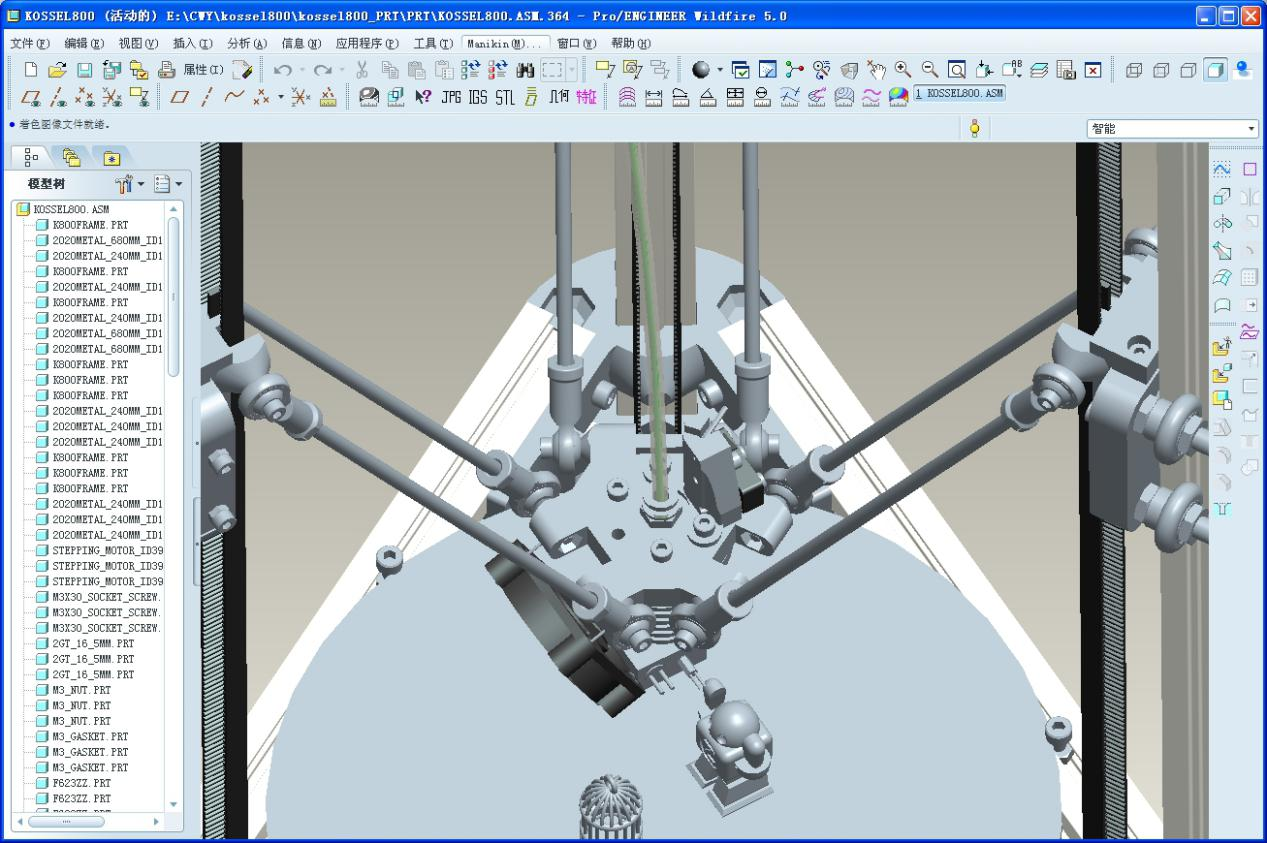 KOSSEL800 (活动的) E:\CWY\kossel800\kossel800_PRT\PRT\KOSSEL800.ASM.364 - Pro/ENGINEER Wildfire 5.0
文件(F) 编辑(E) 视图(V) 插入(I) 分析(A) 信息(N) 应用程序(P) 工具(T) Manikin(M)... 窗口(W) 帮助(H)
属性(I)
JPG IGS STL 几何 特征 1 KOSSEL800.ASM
着色图像文件就绪。
智能
模型树
KOSSEL800.ASM
K800FRAME.PRT
2020METAL_680MM_ID1
2020METAL_240MM_ID1
K800FRAME.PRT
2020METAL_240MM_ID1
K800FRAME.PRT
2020METAL_240MM_ID1
2020METAL_680MM_ID1
2020METAL_680MM_ID1
K800FRAME.PRT
K800FRAME.PRT
K800FRAME.PRT
2020METAL_240MM_ID1
2020METAL_240MM_ID1
2020METAL_240MM_ID1
K800FRAME.PRT
K800FRAME.PRT
K800FRAME.PRT
2020METAL_240MM_ID1
2020METAL_240MM_ID1
2020METAL_240MM_ID1
STEPPING_MOTOR_ID39
STEPPING_MOTOR_ID39
STEPPING_MOTOR_ID39
M3X30_SOCKET_SCREW.
M3X30_SOCKET_SCREW.
M3X30_SOCKET_SCREW.
2GT_16_5MM.PRT
2GT_16_5MM.PRT
2GT_16_5MM.PRT
M3_NUT.PRT
M3_NUT.PRT
M3_NUT.PRT
M3_GASKET.PRT
M3_GASKET.PRT
M3_GASKET.PRT
F623ZZ.PRT
F623ZZ.PRT